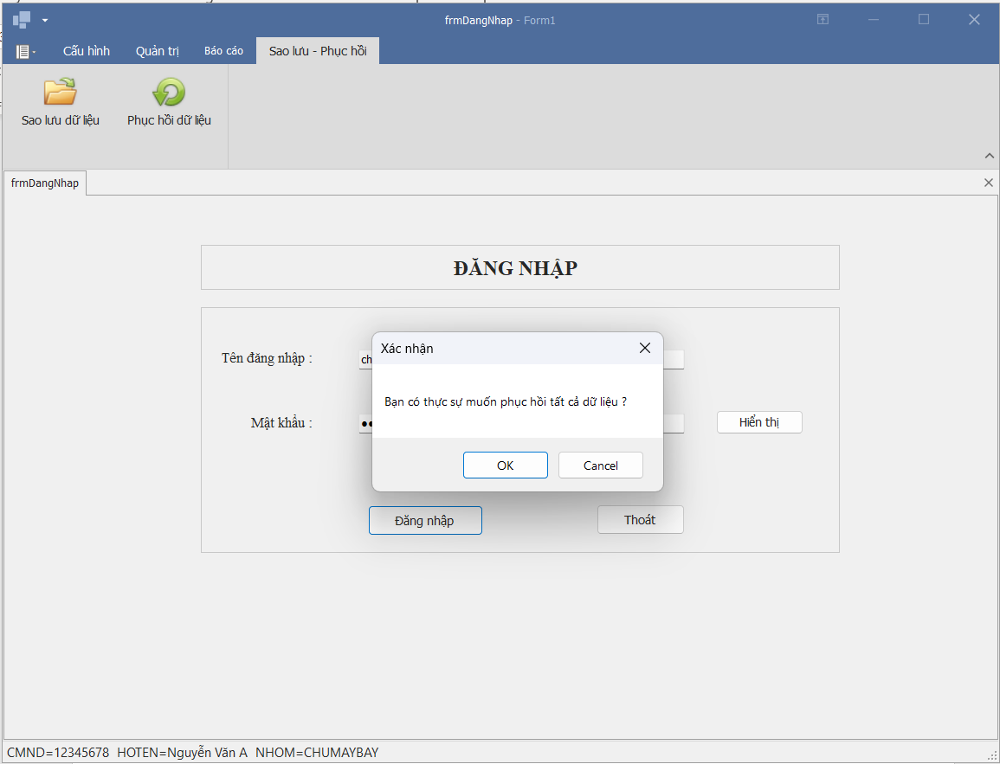 frmDangNhap - Form1
Cấu hình Quản trị Báo cáo Sao lưu - Phục hồi
Sao lưu dữ liệu Phục hồi dữ liệu
frmDangNhap
ĐĂNG NHẬP
Tên đăng nhập : ch
Mật khẩu :
Hiển thị
Xác nhận
Bạn có thực sự muốn phục hồi tất cả dữ liệu ?
OK Cancel
Đăng nhập Thoát
CMND=12345678 HOTEN=Nguyễn Văn A NHOM=CHUMAYBAY